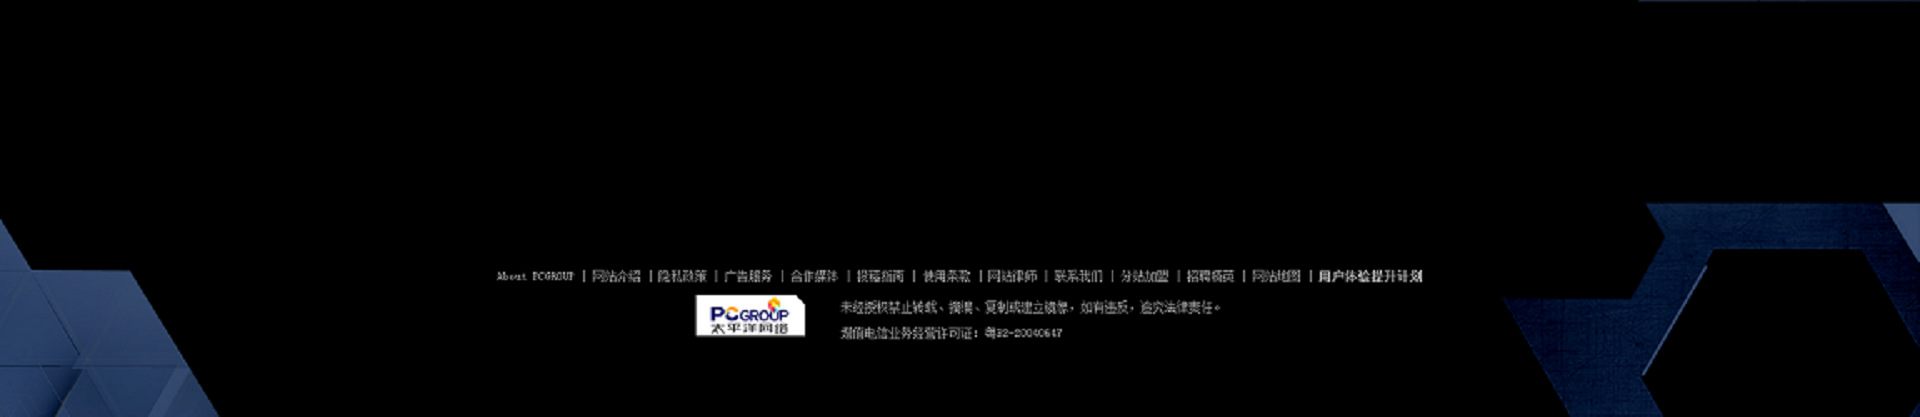 About PCGROUP | 网站介绍 | 隐私政策 | 广告服务 | 合作媒体 | 投稿指南 | 使用条款 | 网站律师 | 联系我们 | 分站加盟 | 招聘精英 | 网站地图 | 用户体验提升计划
PCGROUP
太平洋网络
未经授权禁止转载、摘编、复制或建立镜像，如有违反，追究法律责任。
增值电信业务经营许可证：粤B2-20040647